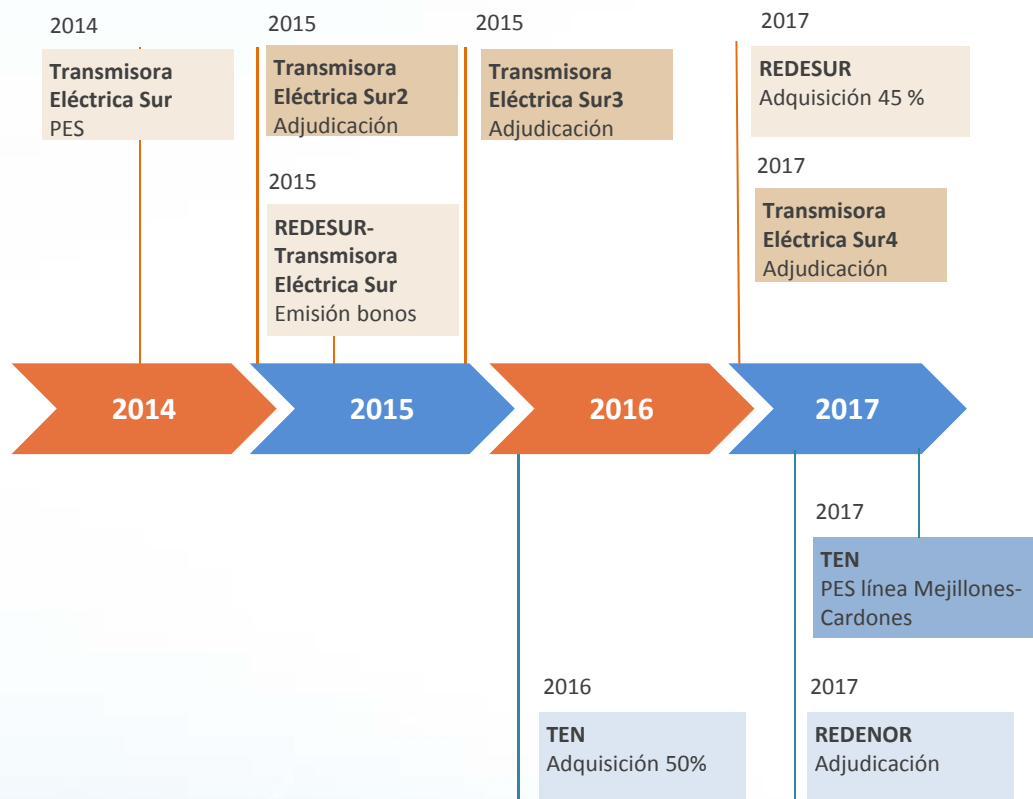 2014
Transmisora
Eléctrica Sur
PES
2015
Transmisora
Eléctrica Sur2
Adjudicación
2015
REDESUR-
Transmisora
Eléctrica Sur
Emisión bonos
2015
Transmisora
Eléctrica Sur3
Adjudicación
2017
REDESUR
Adquisición 45 %
2017
Transmisora
Eléctrica Sur4
Adjudicación
2014
2015
2016
2017
2017
TEN
PES línea Mejillones-
Cardones
2016
TEN
Adquisición 50%
2017
REDENOR
Adjudicación